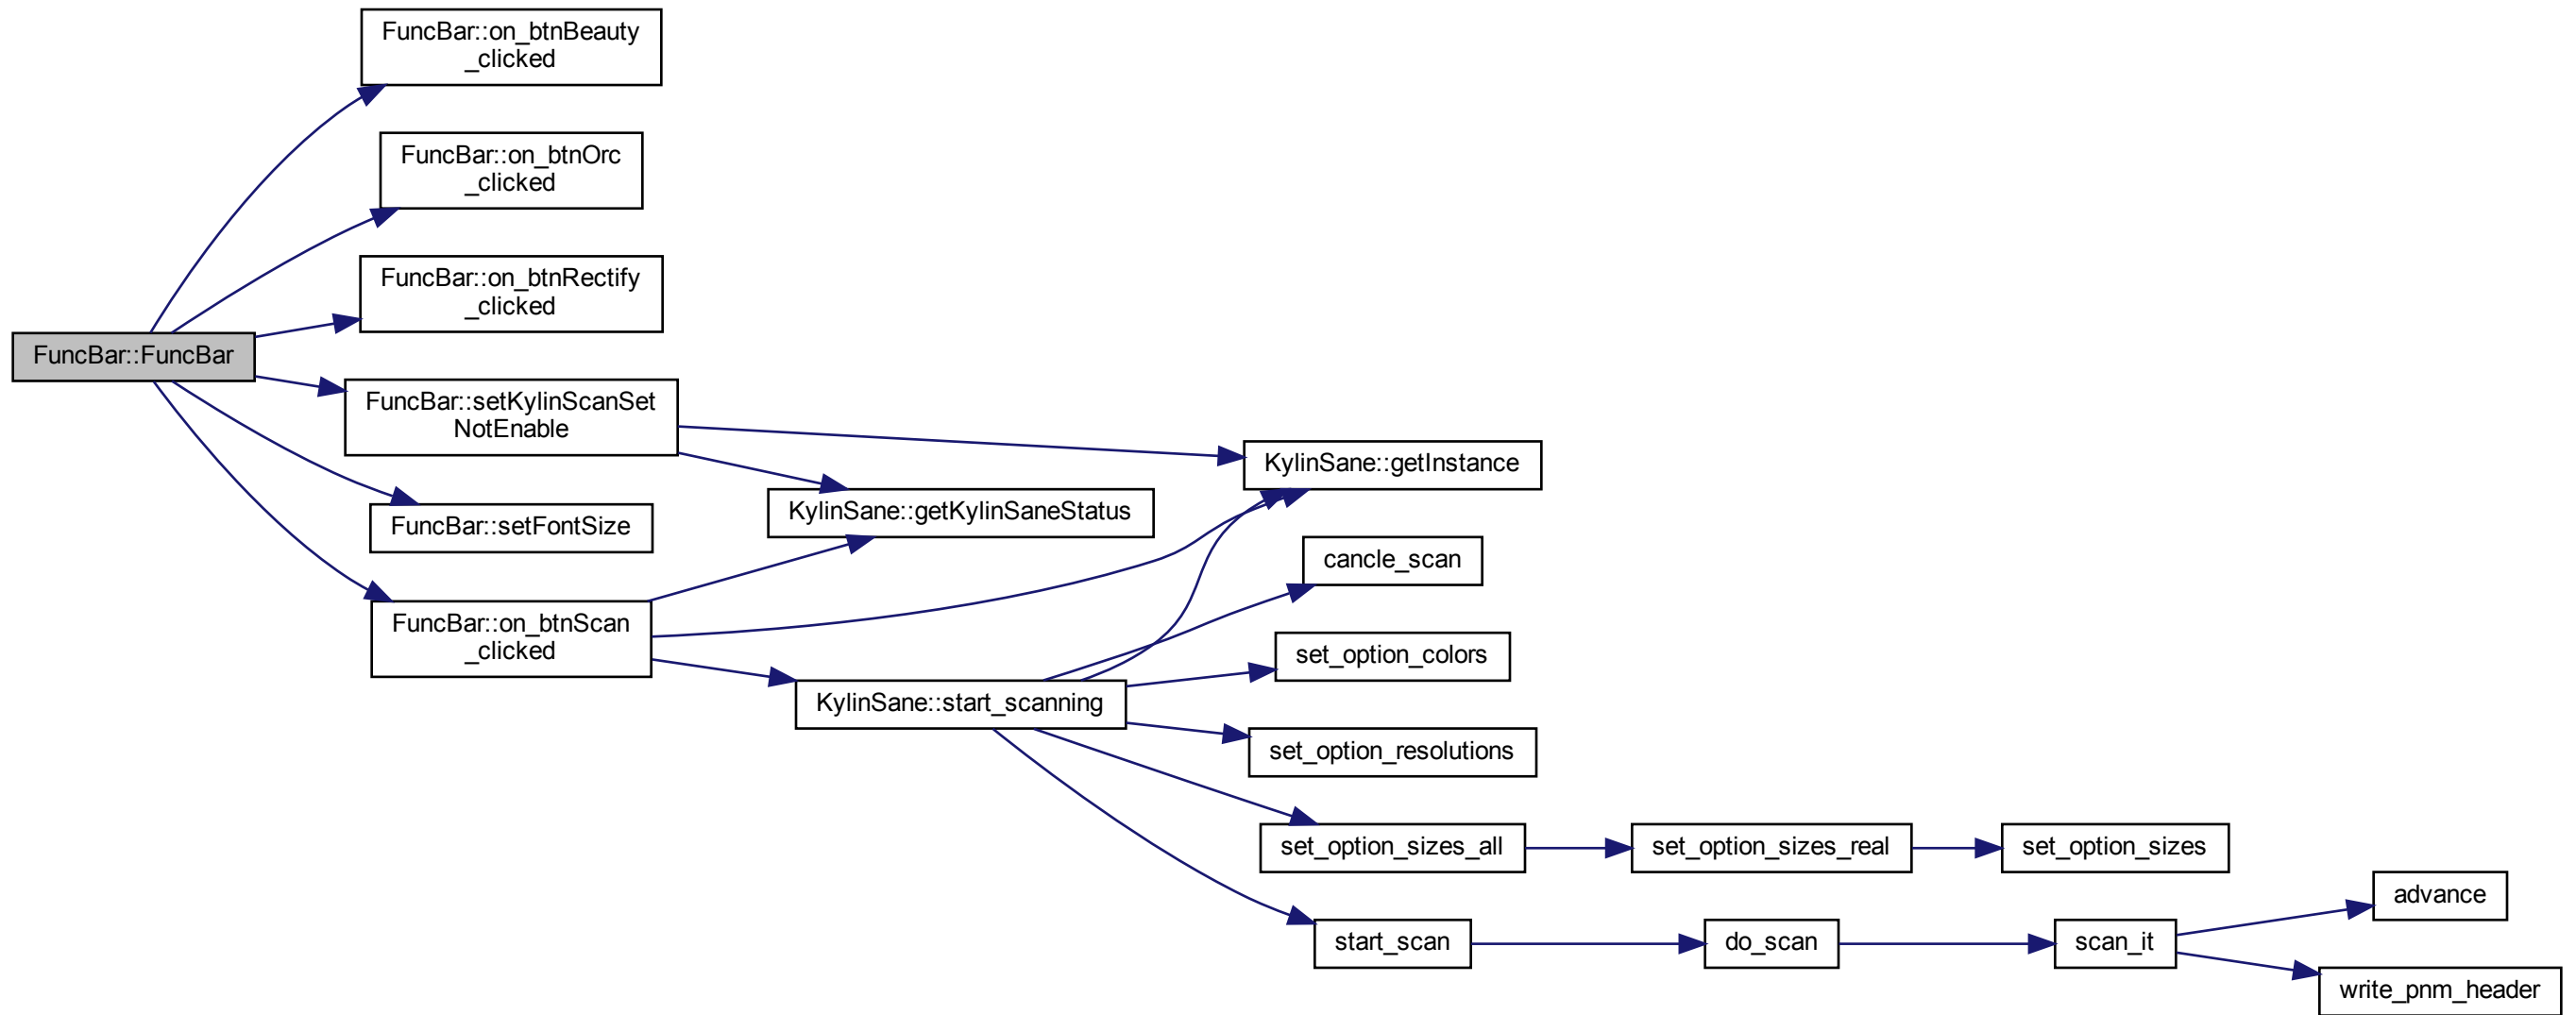 FuncBar::on_btnBeauty
_clicked
FuncBar::on_btnOrc
_clicked
FuncBar::on_btnRectify
_clicked
FuncBar::FuncBar
FuncBar::setKylinScanSet
NotEnable
FuncBar::setFontSize
FuncBar::on_btnScan
_clicked
KylinSane::getInstance
KylinSane::getKylinSaneStatus
KylinSane::start_scanning
cancle_scan
set_option_colors
set_option_resolutions
set_option_sizes_all
set_option_sizes_real
set_option_sizes
start_scan
do_scan
scan_it
advance
write_pnm_header